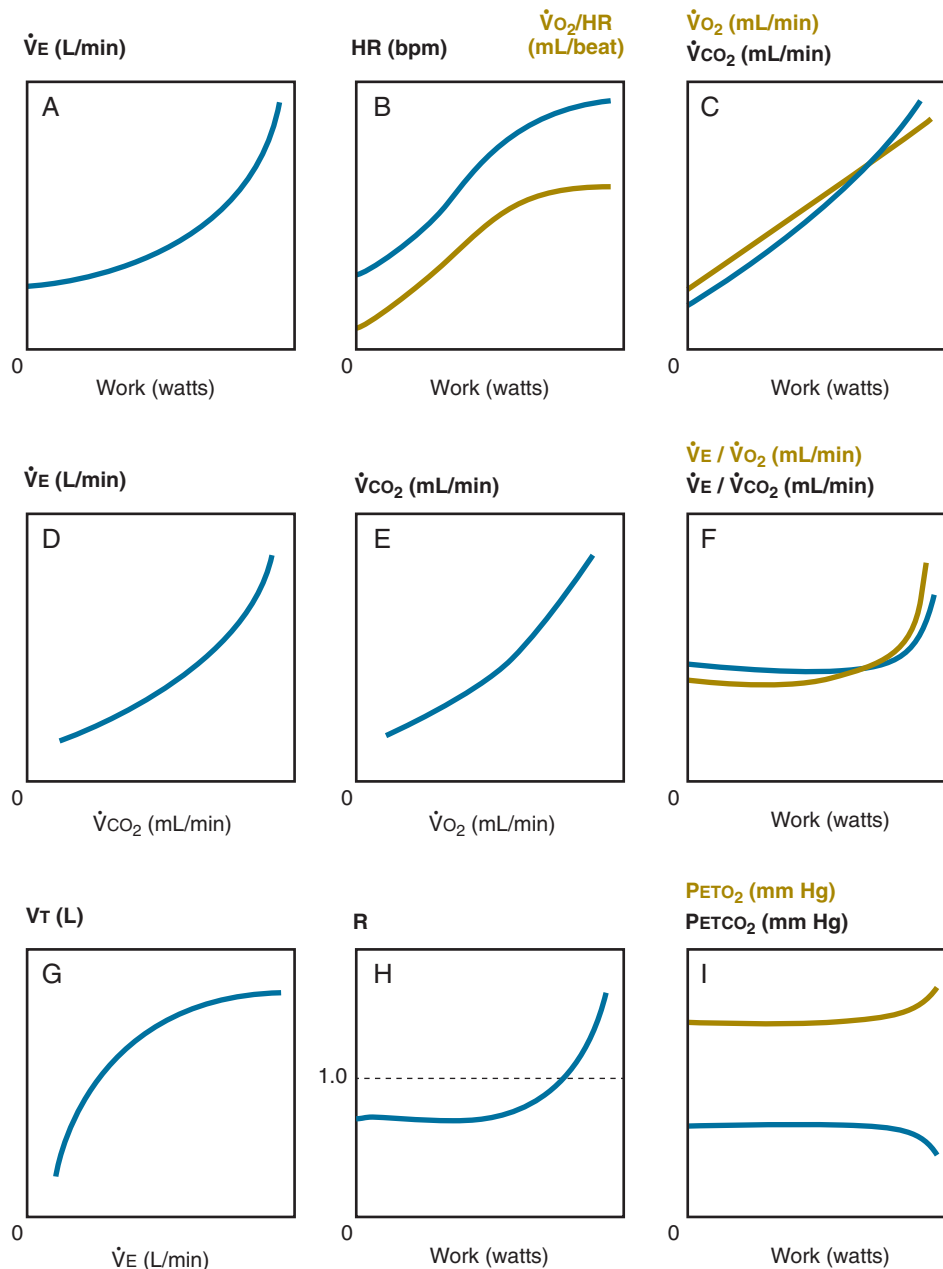 V̇E (L/min)
HR (bpm)
V̇O₂/HR
(mL/beat)
V̇O₂ (mL/min)
V̇CO₂ (mL/min)
A
B
C
0
0
0
Work (watts)
Work (watts)
Work (watts)
V̇E (L/min)
V̇CO₂ (mL/min)
V̇E / V̇O₂ (mL/min)
V̇E / V̇CO₂ (mL/min)
D
E
F
0
0
0
V̇CO₂ (mL/min)
V̇O₂ (mL/min)
Work (watts)
VT (L)
R
PETO₂ (mm Hg)
PETCO₂ (mm Hg)
G
H
I
1.0
0
0
0
V̇E (L/min)
Work (watts)
Work (watts)